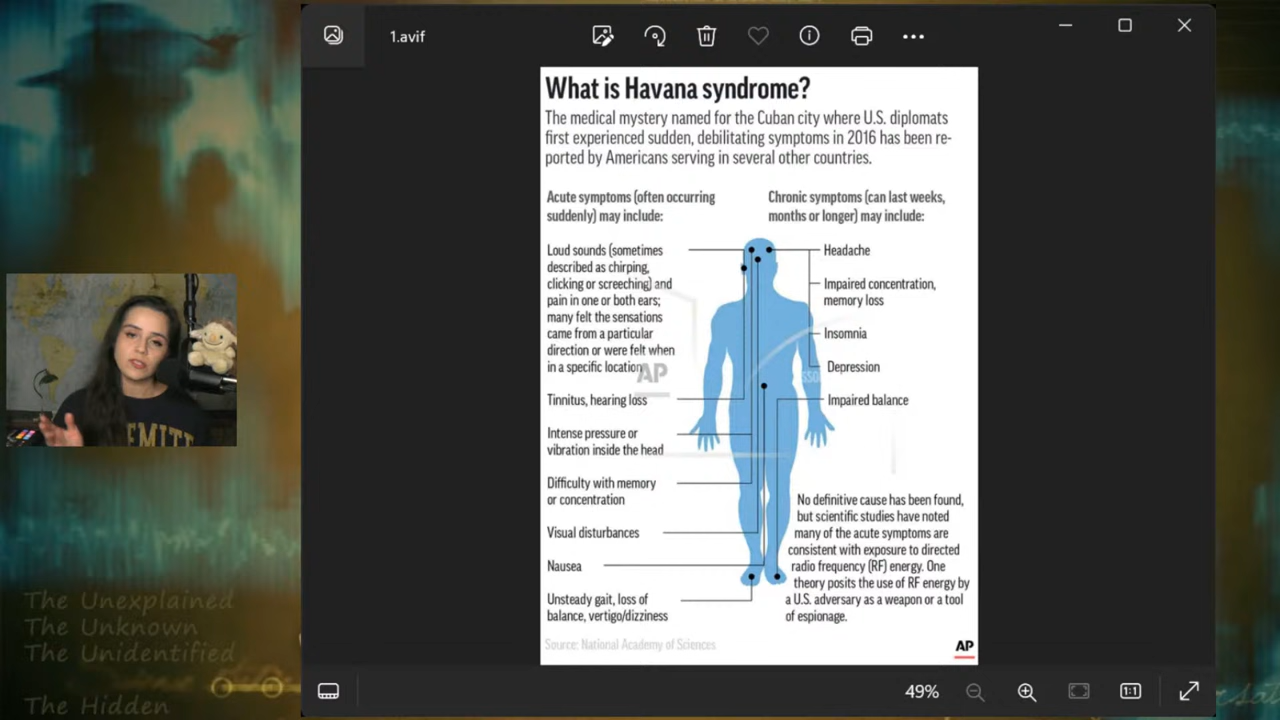 1.avif
What is Havana syndrome?
The medical mystery named for the Cuban city where U.S. diplomats
first experienced sudden, debilitating symptoms in 2016 has been re-
ported by Americans serving in several other countries.
Acute symptoms (often occurring
suddenly) may include:
Loud sounds (sometimes
described as chirping,
clicking or screeching) and
pain in one or both ears;
many felt the sensations
came from a particular
direction or were felt when
in a specific location
Tinnitus, hearing loss
Intense pressure or
vibration inside the head
Difficulty with memory
or concentration
Visual disturbances
Nausea
Unsteady gait, loss of
balance, vertigo/dizziness
Chronic symptoms (can last weeks,
months or longer) may include:
Headache
Impaired concentration,
memory loss
Insomnia
Depression
Impaired balance
No definitive cause has been found,
but scientific studies have noted
many of the acute symptoms are
consistent with exposure to directed
radio frequency (RF) energy. One
theory posits the use of RF energy by
a U.S. adversary as a weapon or a tool
of espionage.
AP
Source: National Academy of Sciences
AP
The Unexplained
The Unknown
The Unidentified
The Hidden
49%
1:1